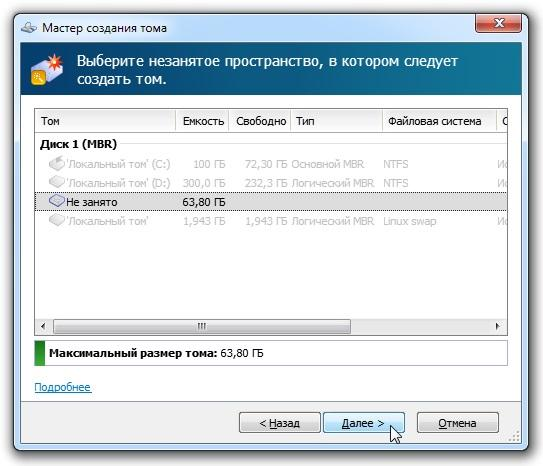 Мастер создания тома
Выберите незанятое пространство, в котором следует
создать том.
Том Емкость Свободно Тип Файловая система С
Диск 1 (MBR)
'Локальный том' (C:) 100 ГБ 72,30 ГБ Основной MBR NTFS Ис
'Локальный том' (D:) 300,0 ГБ 232,3 ГБ Логический MBR NTFS Ис
Не занято 63,80 ГБ
'Локальный том' 1,943 ГБ 1,943 ГБ Логический MBR Linux swap Ис
Максимальный размер тома: 63,80 ГБ
Подробнее
< Назад Далее > Отмена